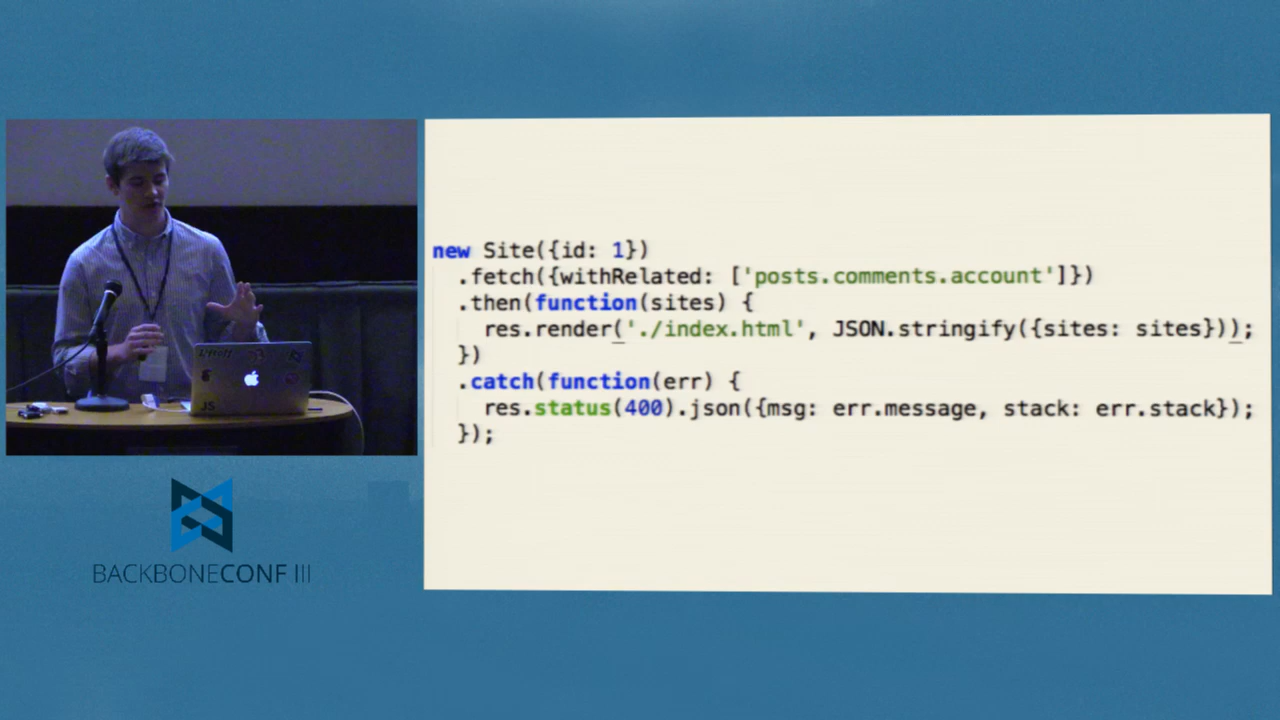 new Site({id: 1})
  .fetch({withRelated: ['posts.comments.account']})
  .then(function(sites) {
    res.render('./index.html', JSON.stringify({sites: sites}));
  })
  .catch(function(err) {
    res.status(400).json({msg: err.message, stack: err.stack});
  });
JS
BACKBONECONF III